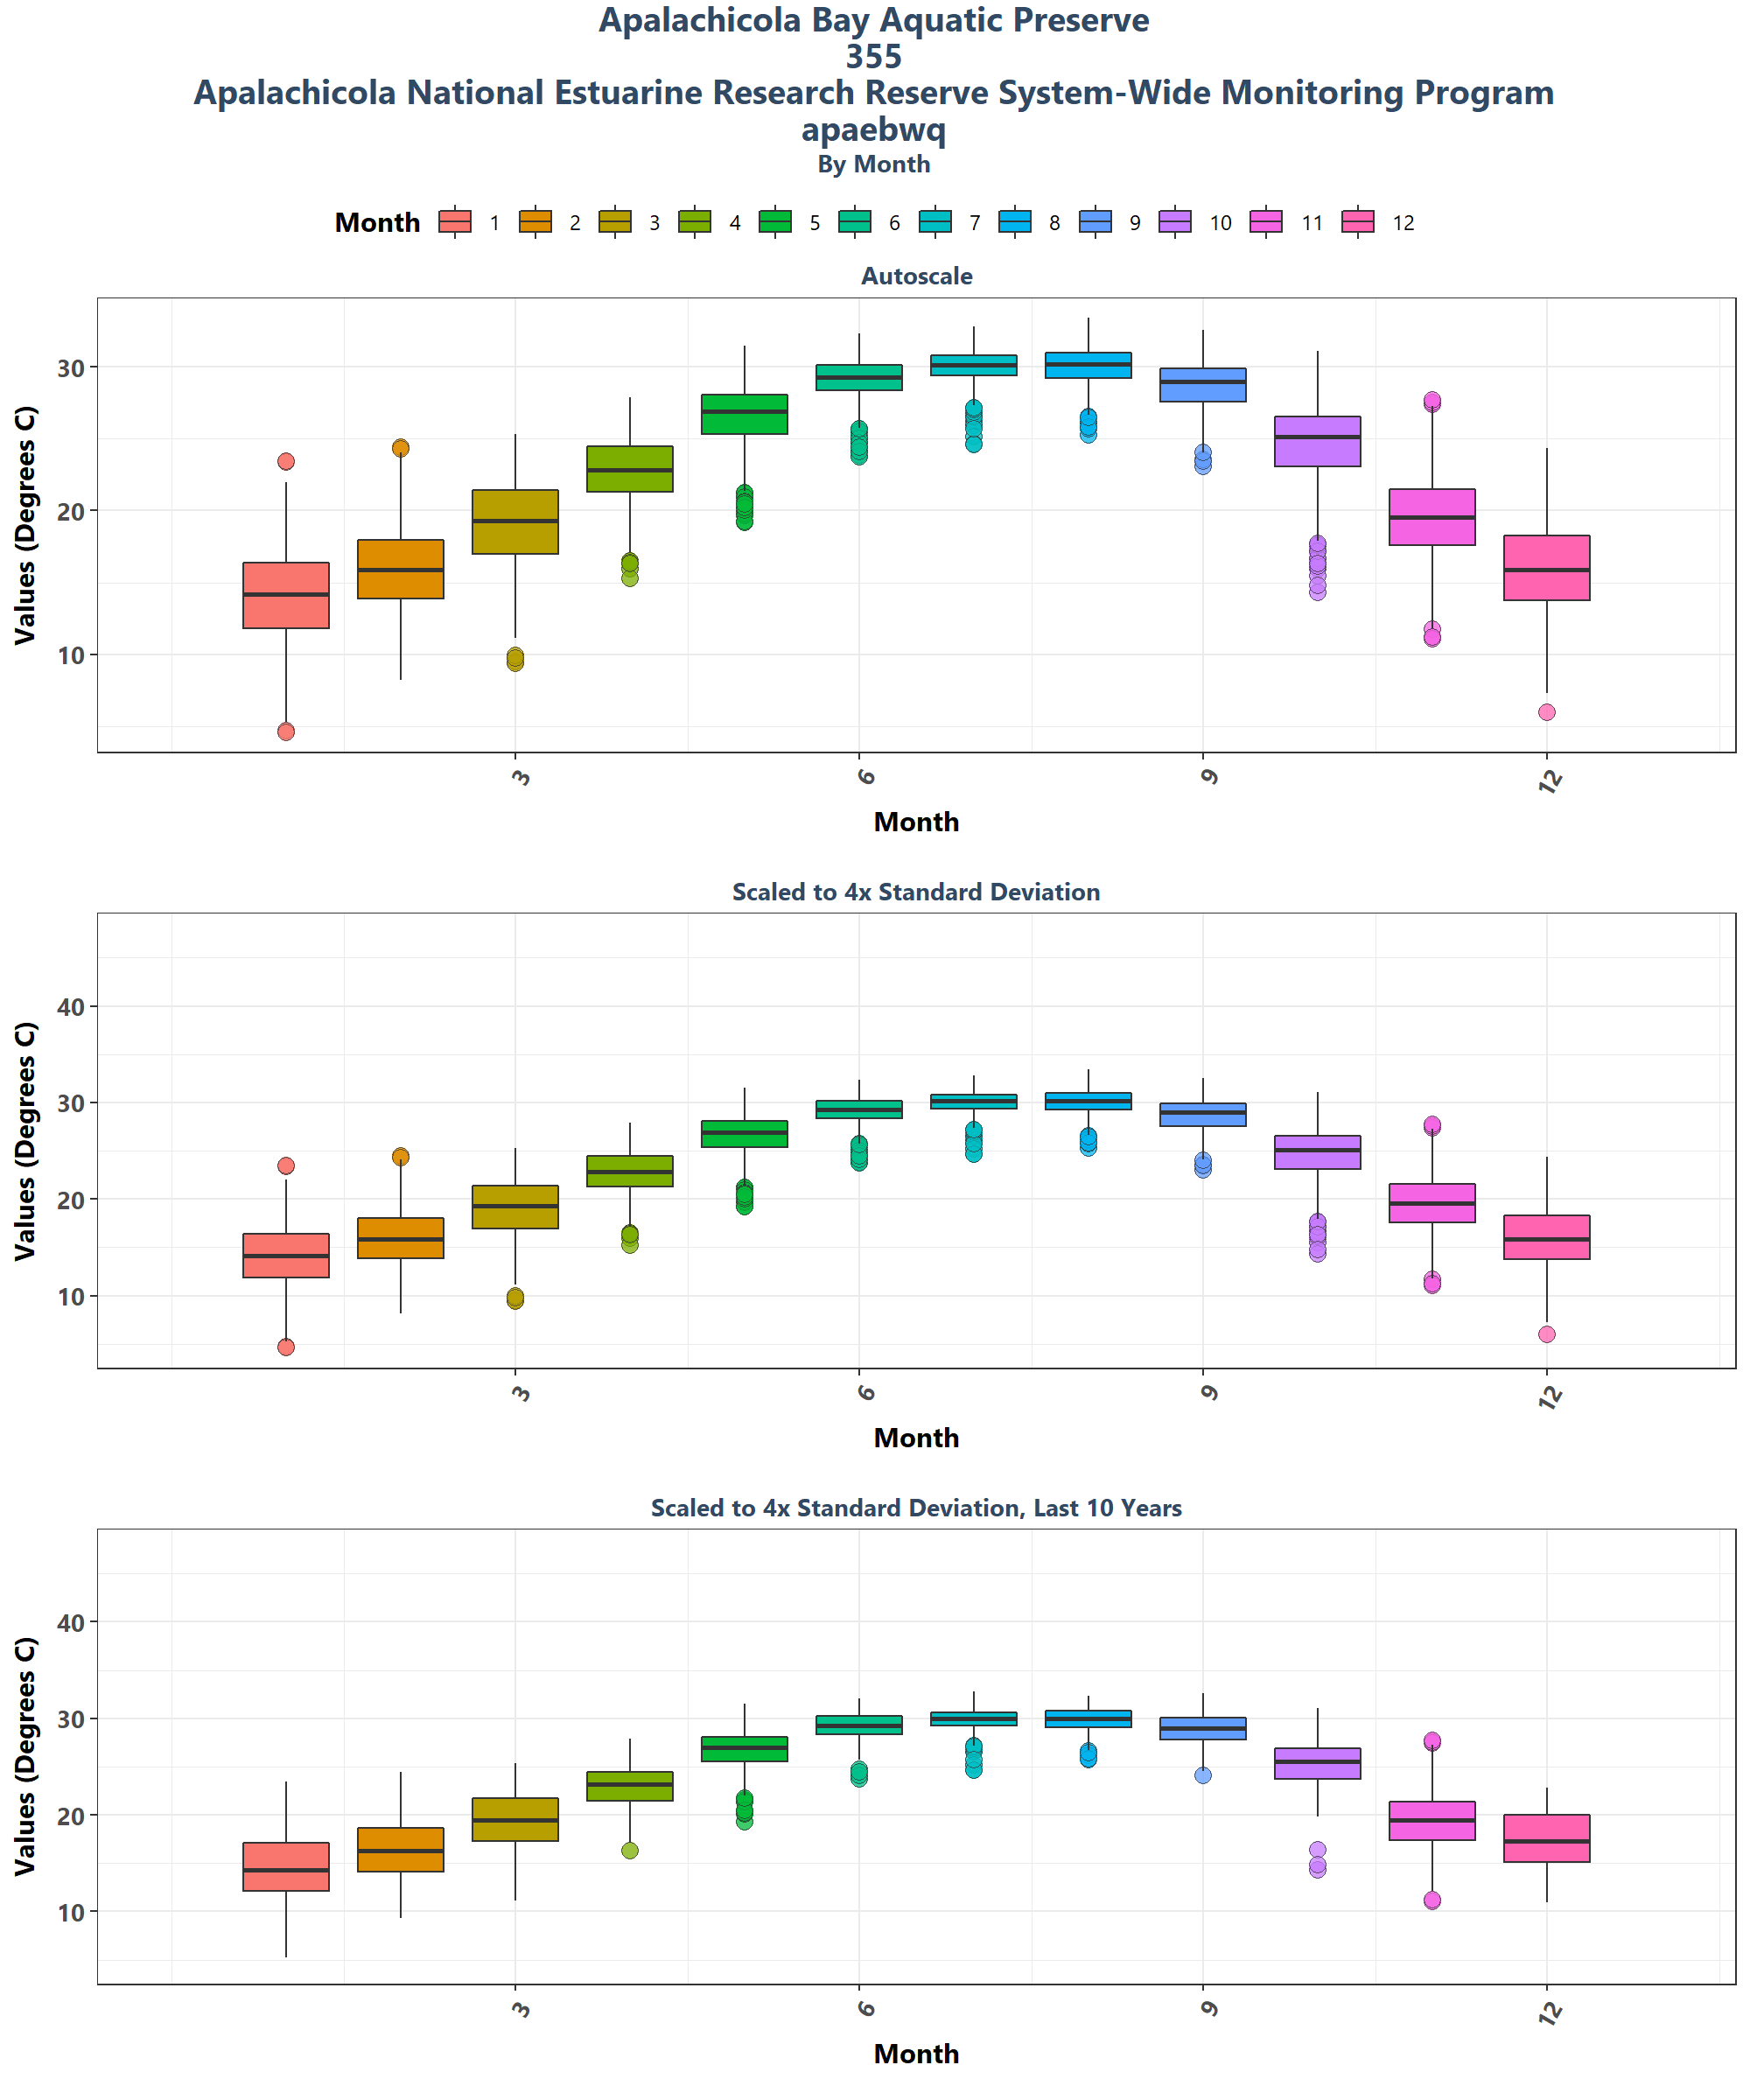 Apalachicola Bay Aquatic Preserve
355
Apalachicola National Estuarine Research Reserve System-Wide Monitoring Program
apaebwq
By Month
Month 1 2 3 4 5 6 7 8 9 10 11 12
Autoscale
Values (Degrees C)
30
20
10
3 6 9 12
Month
Scaled to 4x Standard Deviation
Values (Degrees C)
40
30
20
10
3 6 9 12
Month
Scaled to 4x Standard Deviation, Last 10 Years
Values (Degrees C)
40
30
20
10
3 6 9 12
Month